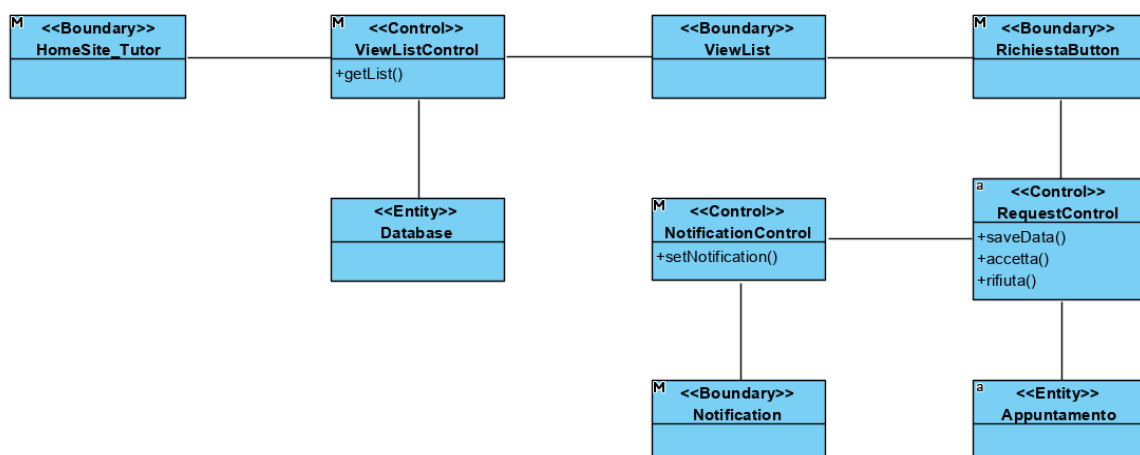 M
<<Boundary>>
HomeSite_Tutor
M
<<Control>>
ViewListControl
+getList()
<<Boundary>>
ViewList
M
<<Boundary>>
RichiestaButton
<<Entity>>
Database
M
<<Control>>
NotificationControl
+setNotification()
a
<<Control>>
RequestControl
+saveData()
+accetta()
+rifiuta()
M
<<Boundary>>
Notification
a
<<Entity>>
Appuntamento